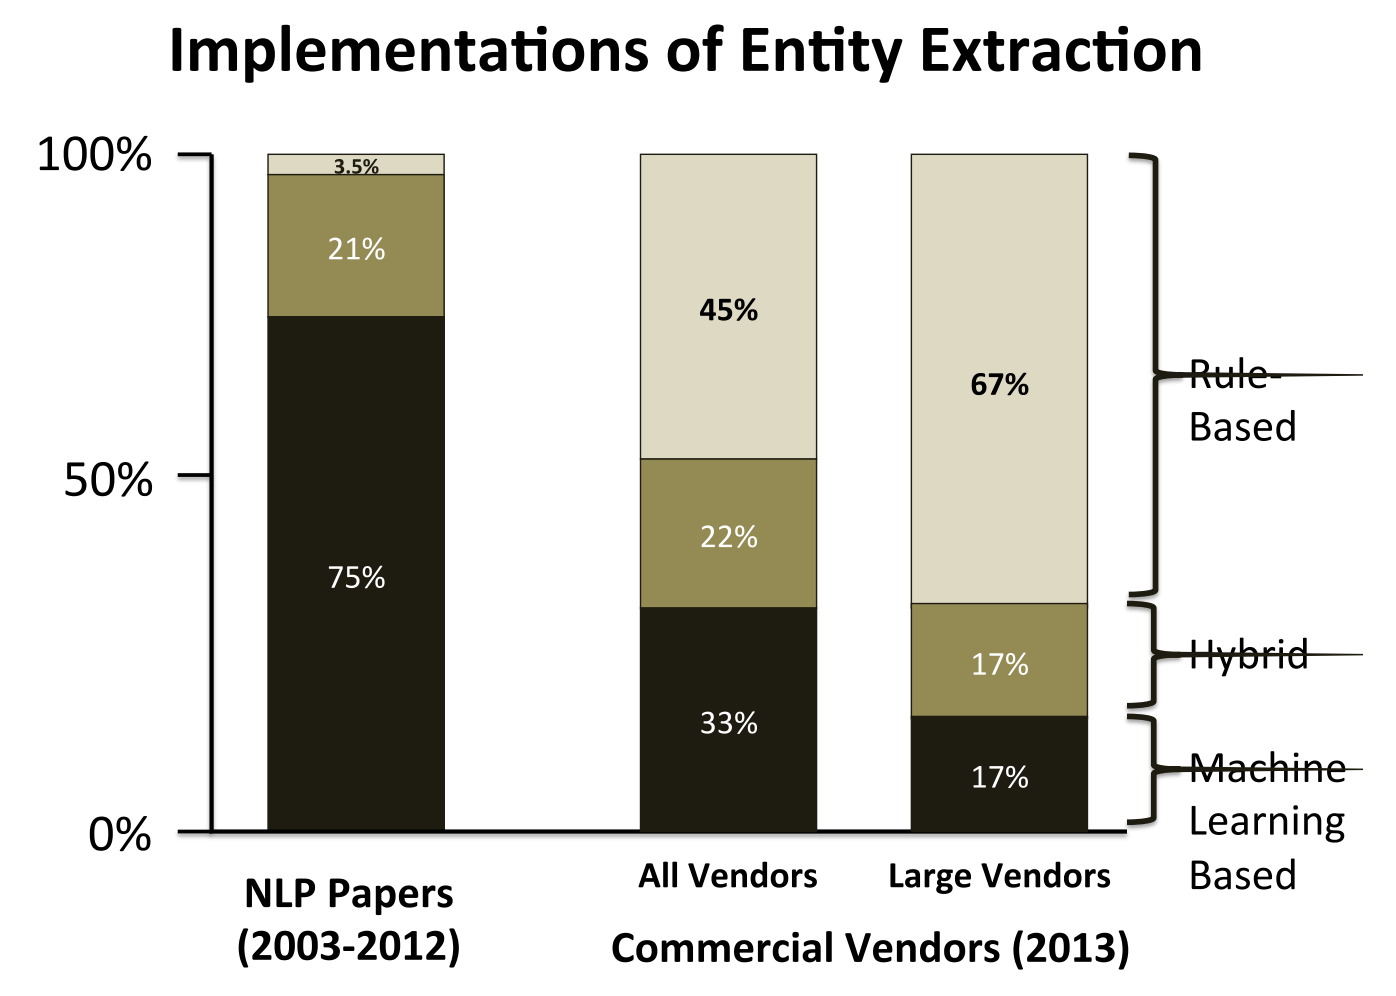 Implementations of Entity Extraction
100%
50%
0%
3.5%
21%
75%
45%
22%
33%
67%
17%
17%
Rule-
Based
Hybrid
Machine
Learning
Based
NLP Papers
(2003-2012)
All Vendors
Large Vendors
Commercial Vendors (2013)